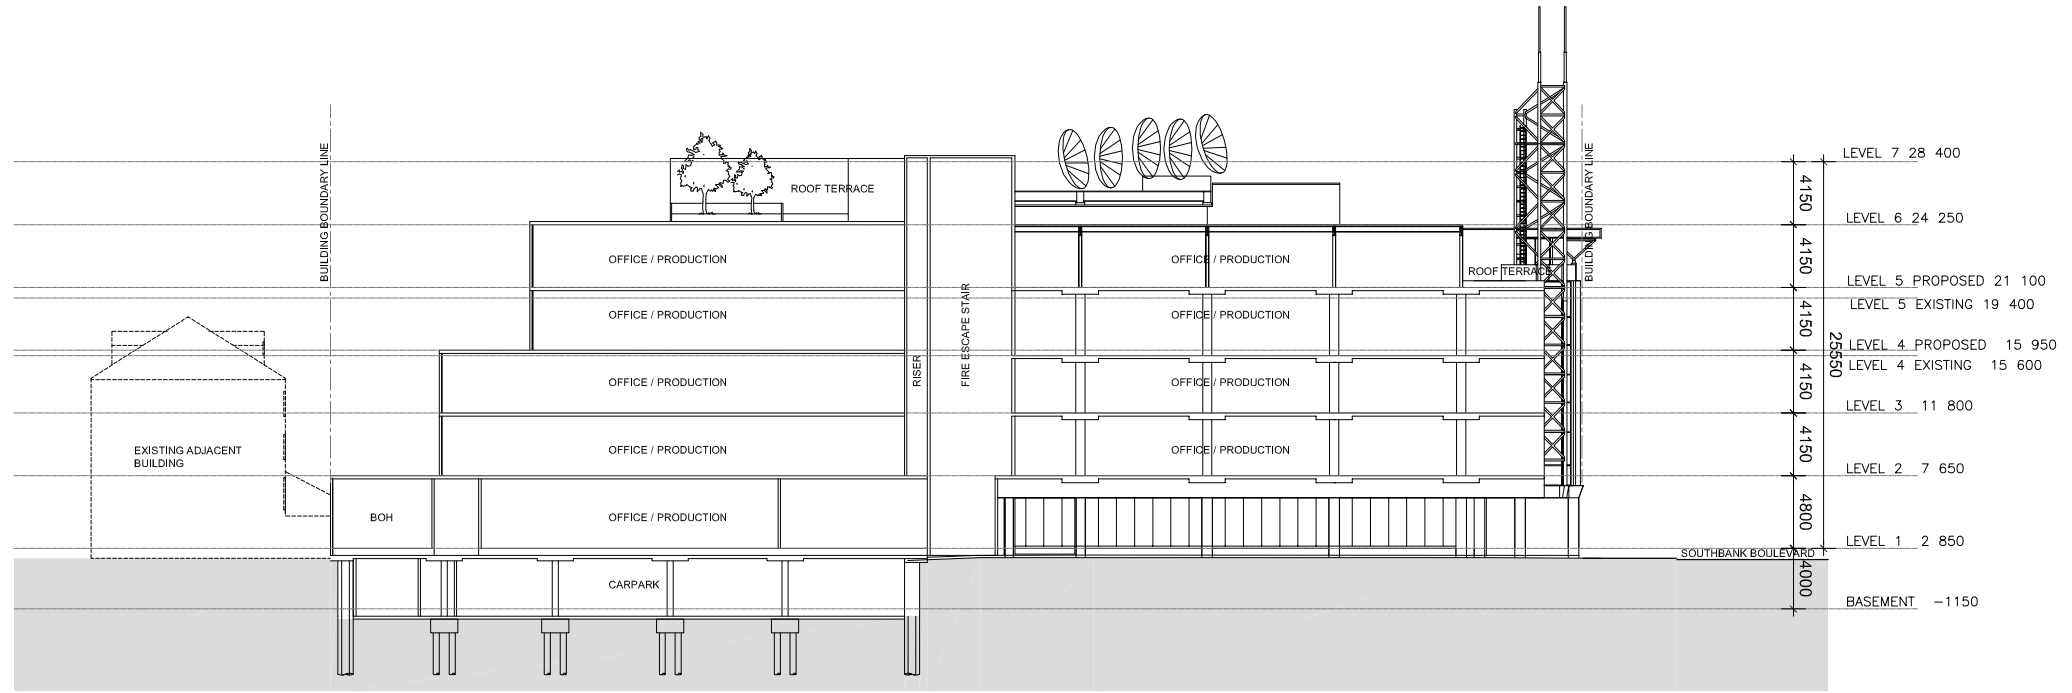 BUILDING BOUNDARY LINE
BUILDING BOUNDARY LINE
LEVEL 7 28 400
4150
ROOF TERRACE
LEVEL 6 24 250
4150
OFFICE / PRODUCTION
OFFICE / PRODUCTION
ROOF TERRACE
LEVEL 5 PROPOSED 21 100
LEVEL 5 EXISTING 19 400
4150
OFFICE / PRODUCTION
OFFICE / PRODUCTION
FIRE ESCAPE STAIR
RISER
25550
LEVEL 4 PROPOSED 15 950
LEVEL 4 EXISTING 15 600
4150
OFFICE / PRODUCTION
OFFICE / PRODUCTION
LEVEL 3 11 800
4150
EXISTING ADJACENT
BUILDING
OFFICE / PRODUCTION
OFFICE / PRODUCTION
LEVEL 2 7 650
4800
BOH
OFFICE / PRODUCTION
LEVEL 1 2 850
SOUTHBANK BOULEVARD
4000
CARPARK
BASEMENT -1150